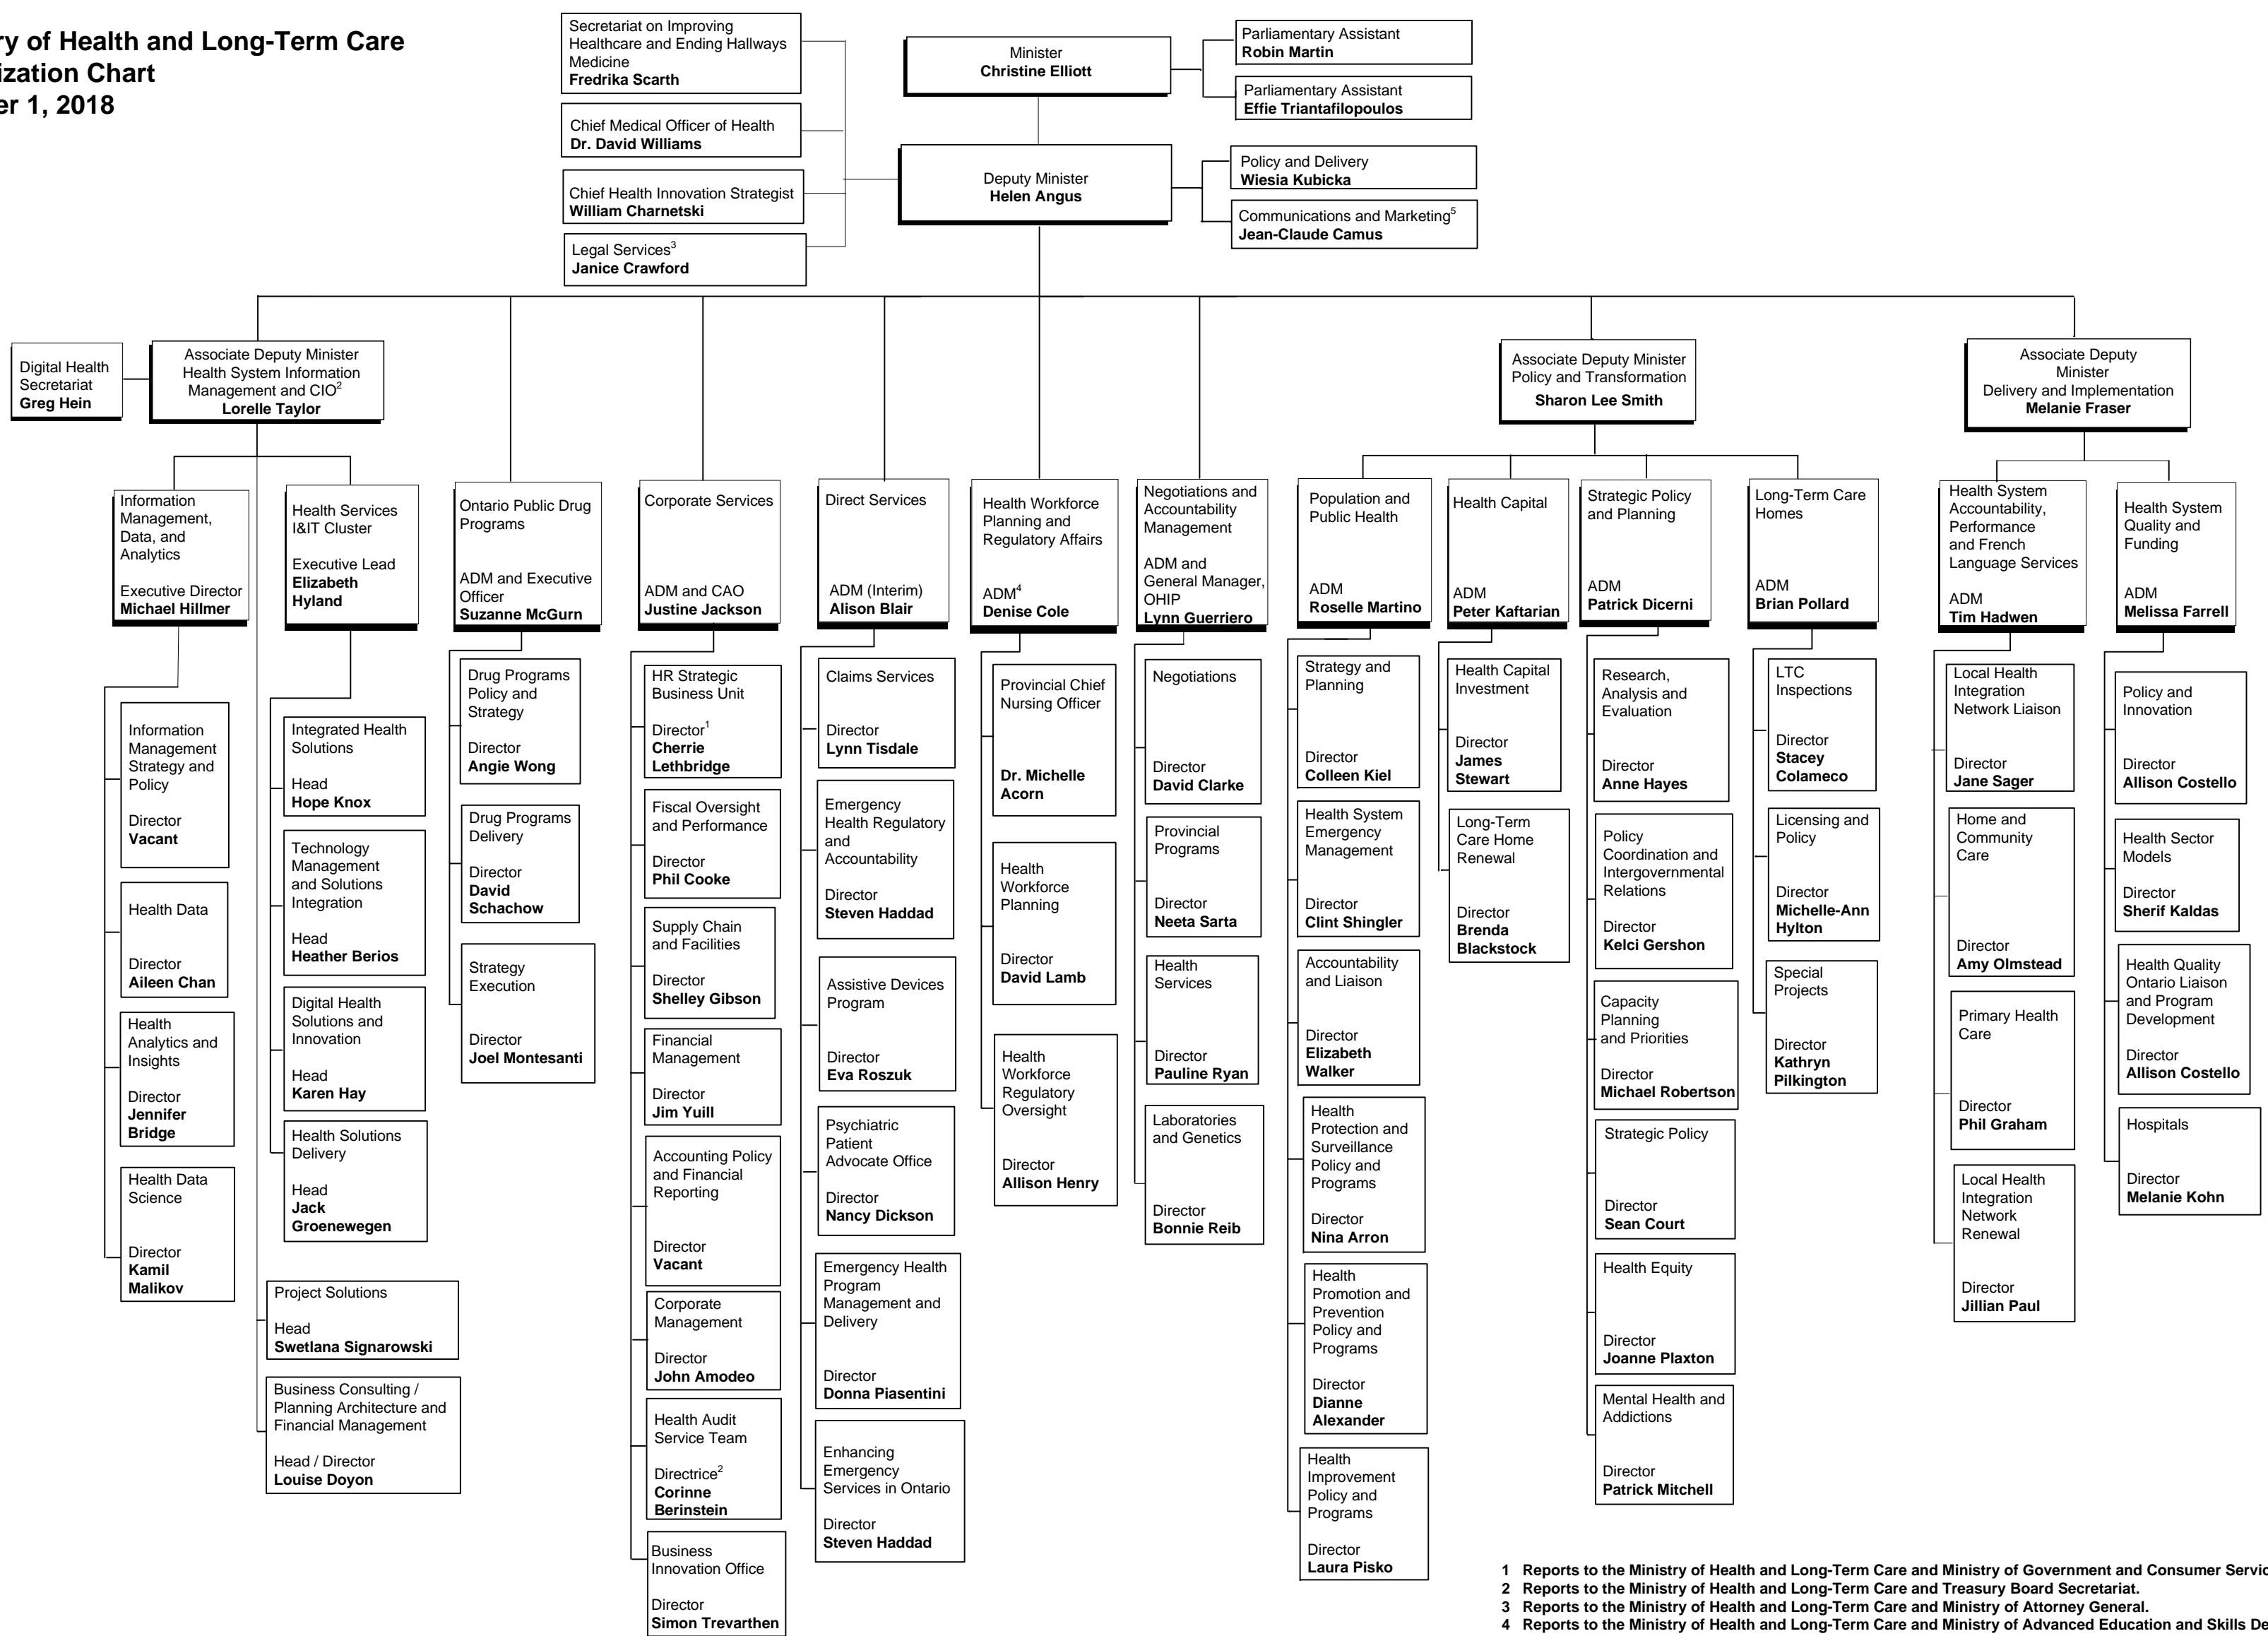 ry of Health and Long-Term Care
ization Chart
er 1, 2018
Secretariat on Improving
Healthcare and Ending Hallways
Medicine
Fredrika Scarth
Chief Medical Officer of Health
Dr. David Williams
Chief Health Innovation Strategist
William Charnetski
Legal Services3
Janice Crawford
Minister
Christine Elliott
Deputy Minister
Helen Angus
Parliamentary Assistant
Robin Martin
Parliamentary Assistant
Effie Triantafilopoulos
Policy and Delivery
Wiesia Kubicka
Communications and Marketing5
Jean-Claude Camus
Digital Health
Secretariat
Greg Hein
Associate Deputy Minister
Health System Information
Management and CIO2
Lorelle Taylor
Associate Deputy Minister
Policy and Transformation
Sharon Lee Smith
Associate Deputy
Minister
Delivery and Implementation
Melanie Fraser
Information
Management,
Data, and
Analytics
Executive Director
Michael Hillmer
Health Services
I&IT Cluster
Executive Lead
Elizabeth
Hyland
Ontario Public Drug
Programs
ADM and Executive
Officer
Suzanne McGurn
Corporate Services
ADM and CAO
Justine Jackson
Direct Services
ADM (Interim)
Alison Blair
Health Workforce
Planning and
Regulatory Affairs
ADM4
Denise Cole
Negotiations and
Accountability
Management
ADM and
General Manager,
OHIP
Lynn Guerriero
Population and
Public Health
ADM
Roselle Martino
Health Capital
ADM
Peter Kaftarian
Strategic Policy
and Planning
ADM
Patrick Dicerni
Long-Term Care
Homes
ADM
Brian Pollard
Health System
Accountability,
Performance
and French
Language Services
ADM
Tim Hadwen
Health System
Quality and
Funding
ADM
Melissa Farrell
Information
Management
Strategy and
Policy
Director
Vacant
Health Data
Director
Aileen Chan
Health
Analytics and
Insights
Director
Jennifer
Bridge
Health Data
Science
Director
Kamil
Malikov
Integrated Health
Solutions
Head
Hope Knox
Technology
Management
and Solutions
Integration
Head
Heather Berios
Digital Health
Solutions and
Innovation
Head
Karen Hay
Health Solutions
Delivery
Head
Jack
Groenewegen
Project Solutions
Head
Swetlana Signarowski
Business Consulting /
Planning Architecture and
Financial Management
Head / Director
Louise Doyon
Drug Programs
Policy and
Strategy
Director
Angie Wong
Drug Programs
Delivery
Director
David
Schachow
Strategy
Execution
Director
Joel Montesanti
HR Strategic
Business Unit
Director1
Cherrie
Lethbridge
Fiscal Oversight
and Performance
Director
Phil Cooke
Supply Chain
and Facilities
Director
Shelley Gibson
Financial
Management
Director
Jim Yuill
Accounting Policy
and Financial
Reporting
Director
Vacant
Corporate
Management
Director
John Amodeo
Health Audit
Service Team
Directrice2
Corinne
Berinstein
Business
Innovation Office
Director
Simon Trevarthen
Claims Services
Director
Lynn Tisdale
Emergency
Health Regulatory
and
Accountability
Director
Steven Haddad
Assistive Devices
Program
Director
Eva Roszuk
Psychiatric
Patient
Advocate Office
Director
Nancy Dickson
Emergency Health
Program
Management and
Delivery
Director
Donna Piasentini
Enhancing
Emergency
Services in Ontario
Director
Steven Haddad
Provincial Chief
Nursing Officer
Dr. Michelle
Acorn
Health
Workforce
Planning
Director
David Lamb
Health
Workforce
Regulatory
Oversight
Director
Allison Henry
Negotiations
Director
David Clarke
Provincial
Programs
Director
Neeta Sarta
Health
Services
Director
Pauline Ryan
Laboratories
and Genetics
Director
Bonnie Reib
Strategy and
Planning
Director
Colleen Kiel
Health System
Emergency
Management
Director
Clint Shingler
Accountability
and Liaison
Director
Elizabeth
Walker
Health
Protection and
Surveillance
Policy and
Programs
Director
Nina Arron
Health
Promotion and
Prevention
Policy and
Programs
Director
Dianne
Alexander
Health
Improvement
Policy and
Programs
Director
Laura Pisko
Health Capital
Investment
Director
James
Stewart
Long-Term
Care Home
Renewal
Director
Brenda
Blackstock
Research,
Analysis and
Evaluation
Director
Anne Hayes
Policy
Coordination and
Intergovernmental
Relations
Director
Kelci Gershon
Capacity
Planning
and Priorities
Director
Michael Robertson
Strategic Policy
Director
Sean Court
Health Equity
Director
Joanne Plaxton
Mental Health and
Addictions
Director
Patrick Mitchell
LTC
Inspections
Director
Stacey
Colameco
Licensing and
Policy
Director
Michelle-Ann
Hylton
Special
Projects
Director
Kathryn
Pilkington
Local Health
Integration
Network Liaison
Director
Jane Sager
Home and
Community
Care
Director
Amy Olmstead
Primary Health
Care
Director
Phil Graham
Local Health
Integration
Network
Renewal
Director
Jillian Paul
Policy and
Innovation
Director
Allison Costello
Health Sector
Models
Director
Sherif Kaldas
Health Quality
Ontario Liaison
and Program
Development
Director
Allison Costello
Hospitals
Director
Melanie Kohn
1 Reports to the Ministry of Health and Long-Term Care and Ministry of Government and Consumer Servic
2 Reports to the Ministry of Health and Long-Term Care and Treasury Board Secretariat.
3 Reports to the Ministry of Health and Long-Term Care and Ministry of Attorney General.
4 Reports to the Ministry of Health and Long-Term Care and Ministry of Advanced Education and Skills De